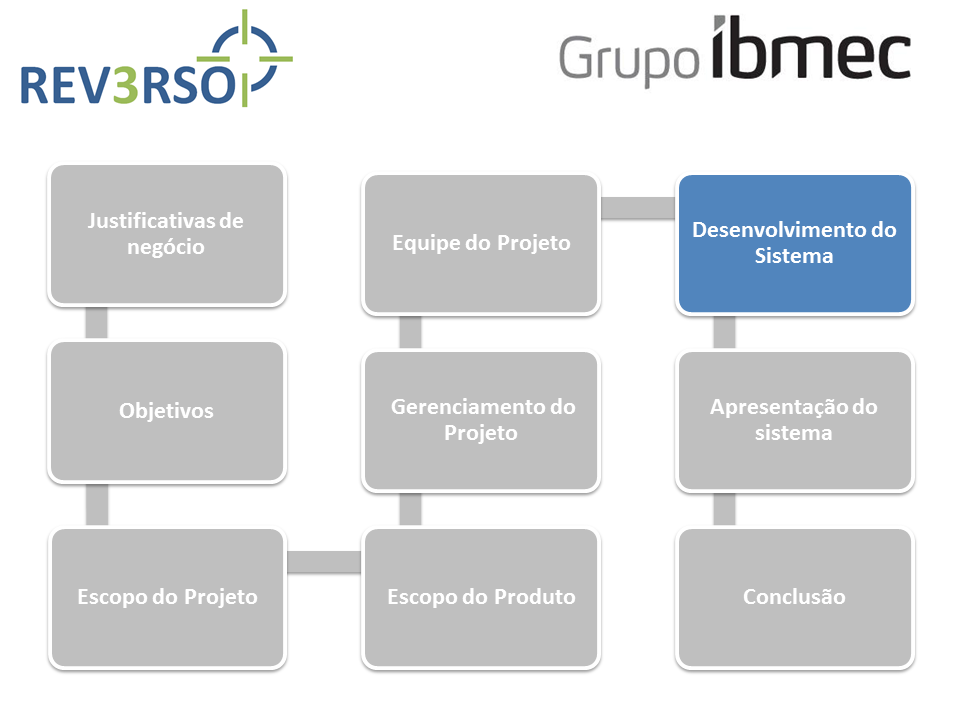 REV3RSO
Grupo ibmec
Justificativas de
negócio
Objetivos
Escopo do Projeto
Escopo do Produto
Gerenciamento do
Projeto
Equipe do Projeto
Desenvolvimento do
Sistema
Apresentação do
sistema
Conclusão